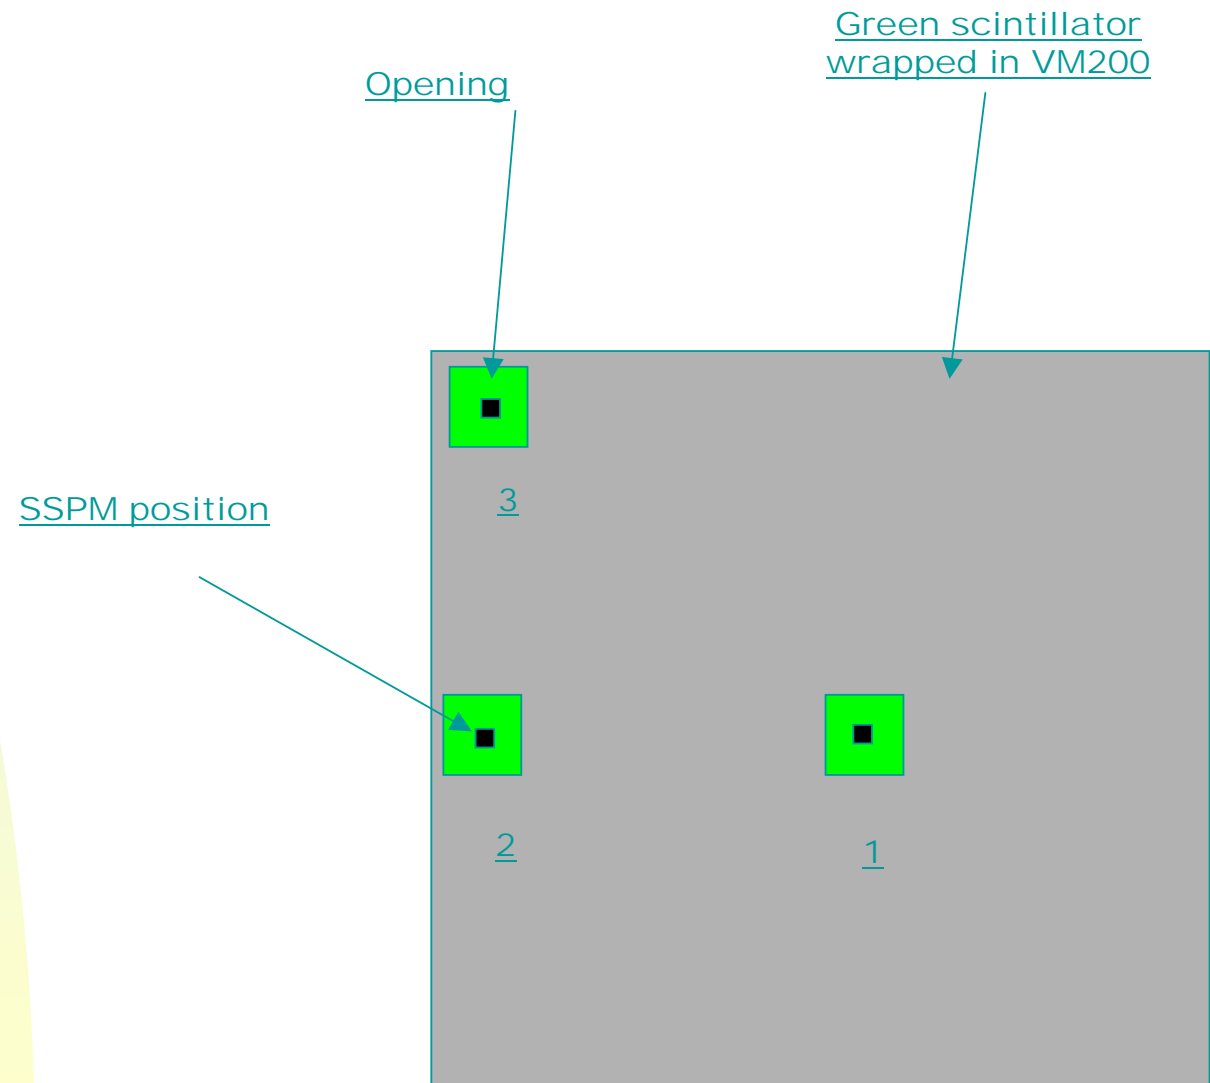 Green scintillator
wrapped in VM200
Opening
3
SSPM position
2
1